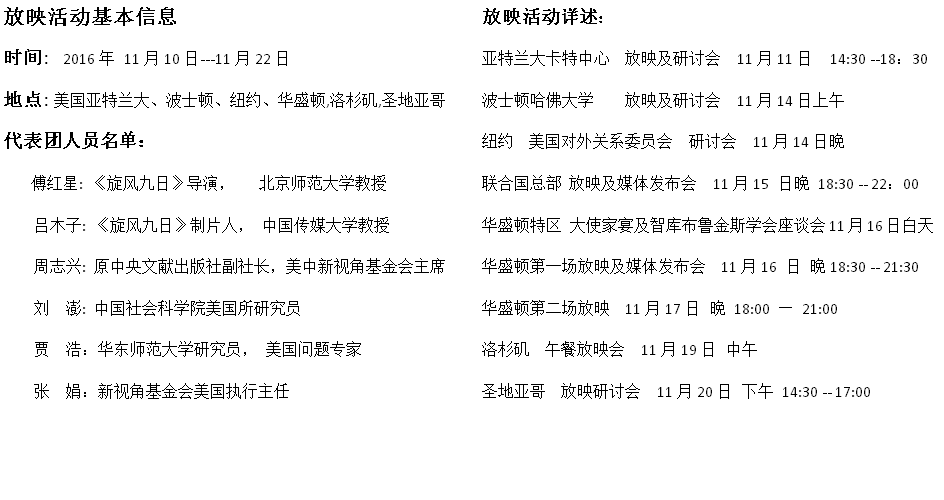 放映活动基本信息
时间： 2016 年 11 月 10 日---11 月 22 日
地点: 美国亚特兰大、波士顿、纽约、华盛顿,洛杉矶,圣地亚哥
代表团人员名单：
傅红星: 《旋风九日》导演， 北京师范大学教授
吕木子: 《旋风九日》制片人， 中国传媒大学教授
周志兴: 原中央文献出版社副社长，美中新视角基金会主席
刘 澎: 中国社会科学院美国所研究员
贾 浩：华东师范大学研究员， 美国问题专家
张 娟：新视角基金会美国执行主任
放映活动详述：
亚特兰大卡特中心 放映及研讨会 11 月 11 日 14:30 --18：30
波士顿哈佛大学 放映及研讨会 11 月 14 日上午
纽约 美国对外关系委员会 研讨会 11 月 14 日晚
联合国总部 放映及媒体发布会 11 月 15 日晚 18:30 -- 22：00
华盛顿特区 大使家宴及智库布鲁金斯学会座谈会 11 月 16 日白天
华盛顿第一场放映及媒体发布会 11 月 16 日 晚 18:30 -- 21:30
华盛顿第二场放映 11 月 17 日 晚 18:00 — 21:00
洛杉矶 午餐放映会 11 月 19 日 中午
圣地亚哥 放映研讨会 11 月 20 日 下午 14:30 -- 17:00